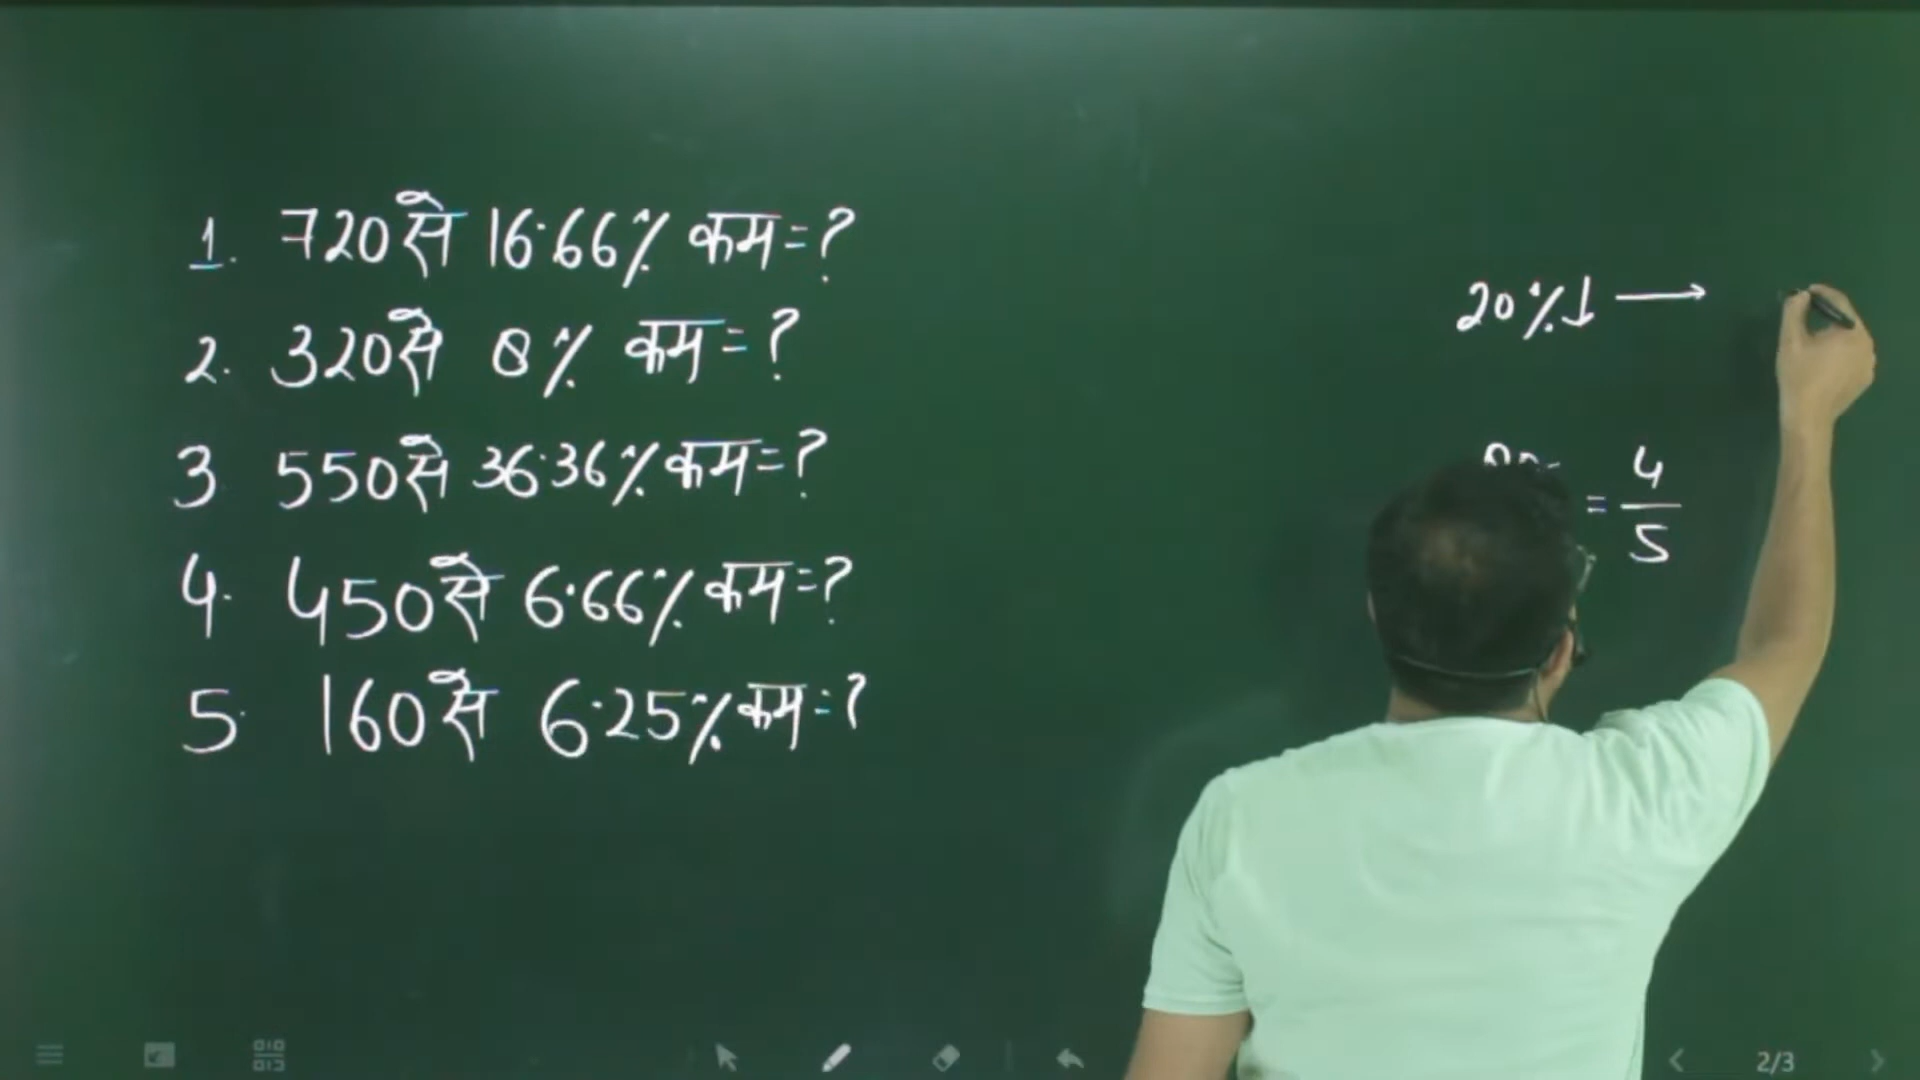 1. 720 से 16.66% कम = ?
2. 320 से 8% कम = ?
3 550 से 36.36% कम = ?
4. 450 से 6.66% कम = ?
5. 160 से 6.25% कम = ?
20%↓ →
= 4/5
2/3